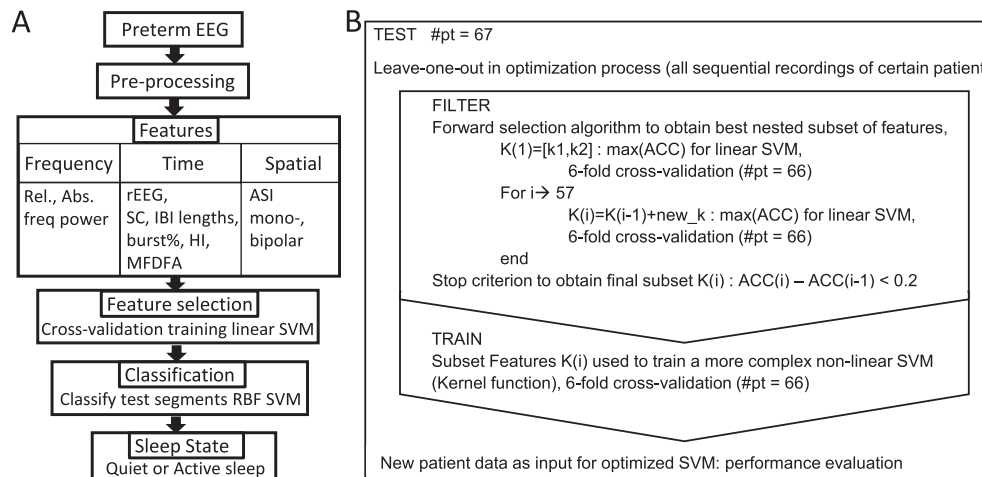 A
Preterm EEG
Pre-processing
Features
Frequency
Time
Spatial
Rel., Abs.
freq power
rEEG,
SC, IBI lengths,
burst%, HI,
MFDFA
ASI
mono-,
bipolar
Feature selection
Cross-validation training linear SVM
Classification
Classify test segments RBF SVM
Sleep State
Quiet or Active sleep
B
TEST #pt = 67
Leave-one-out in optimization process (all sequential recordings of certain patient
FILTER
Forward selection algorithm to obtain best nested subset of features,
K(1)=[k1,k2] : max(ACC) for linear SVM,
6-fold cross-validation (#pt = 66)
For i→ 57
K(i)=K(i-1)+new_k : max(ACC) for linear SVM,
6-fold cross-validation (#pt = 66)
end
Stop criterion to obtain final subset K(i) : ACC(i) – ACC(i-1) < 0.2
TRAIN
Subset Features K(i) used to train a more complex non-linear SVM
(Kernel function), 6-fold cross-validation (#pt = 66)
New patient data as input for optimized SVM: performance evaluation